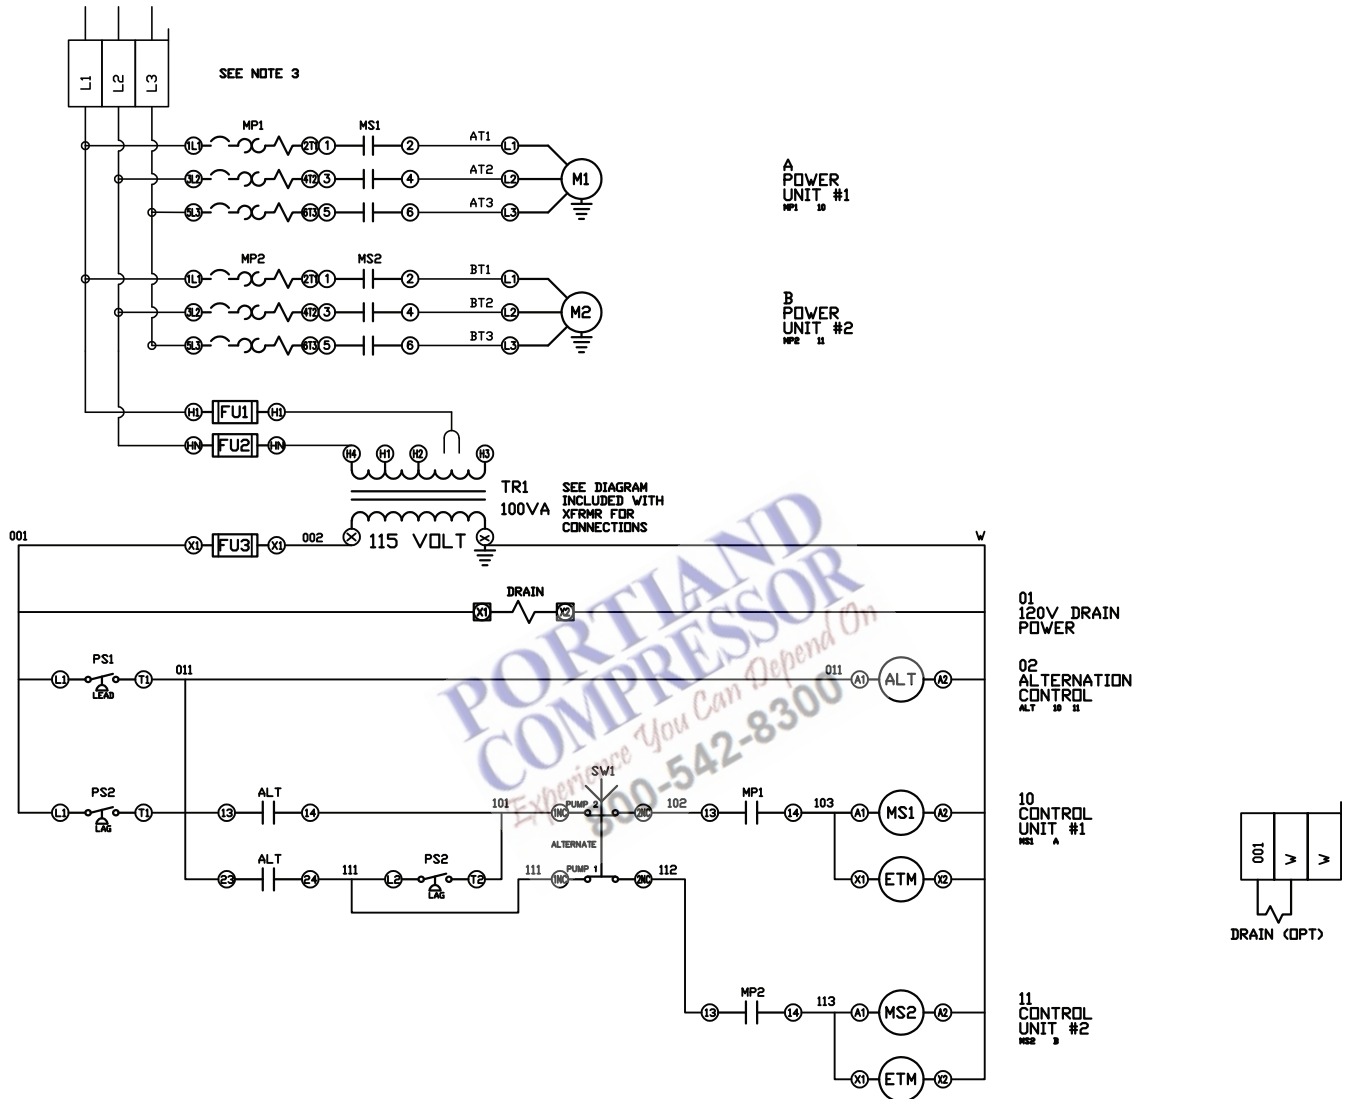 L1 L2 L3
SEE NOTE 3
MP1 MS1
1L1 2T1 1 2 AT1 L1
3L2 4T2 3 4 AT2 L2 M1
5L3 6T3 5 6 AT3 L3
A
POWER
UNIT #1
MP1 10
MP2 MS2
1L1 2T1 1 2 BT1 L1
3L2 4T2 3 4 BT2 L2 M2
5L3 6T3 5 6 BT3 L3
B
POWER
UNIT #2
MP2 11
H1 FU1 H1
HN FU2 HN
H4 H1 H2 H3
TR1
100VA
SEE DIAGRAM
INCLUDED WITH
XFRMR FOR
CONNECTIONS
001 X1 FU3 X1 002 X 115 VOLT X W
DRAIN
X1 X2
01
120V DRAIN
POWER
PS1
L1 T1 011 011 A1 ALT A2
LEAD
02
ALTERNATION
CONTROL
ALT 10 11
PORTLAND
COMPRESSOR
Experience You Can Depend On
800-542-8300
SW1
PS2 ALT MP1
L1 T1 13 14 101 1NC PUMP 2 2NC 102 13 14 103 A1 MS1 A2
LAG
10
CONTROL
UNIT #1
MS1 A
ALTERNATE
ALT PS2
23 24 111 L2 T2 111 1NC PUMP 1 2NC 112 X1 ETM X2
LAG
001 W W
DRAIN (OPT)
MP2
13 14 113 A1 MS2 A2
11
CONTROL
UNIT #2
MS2 B
X1 ETM X2